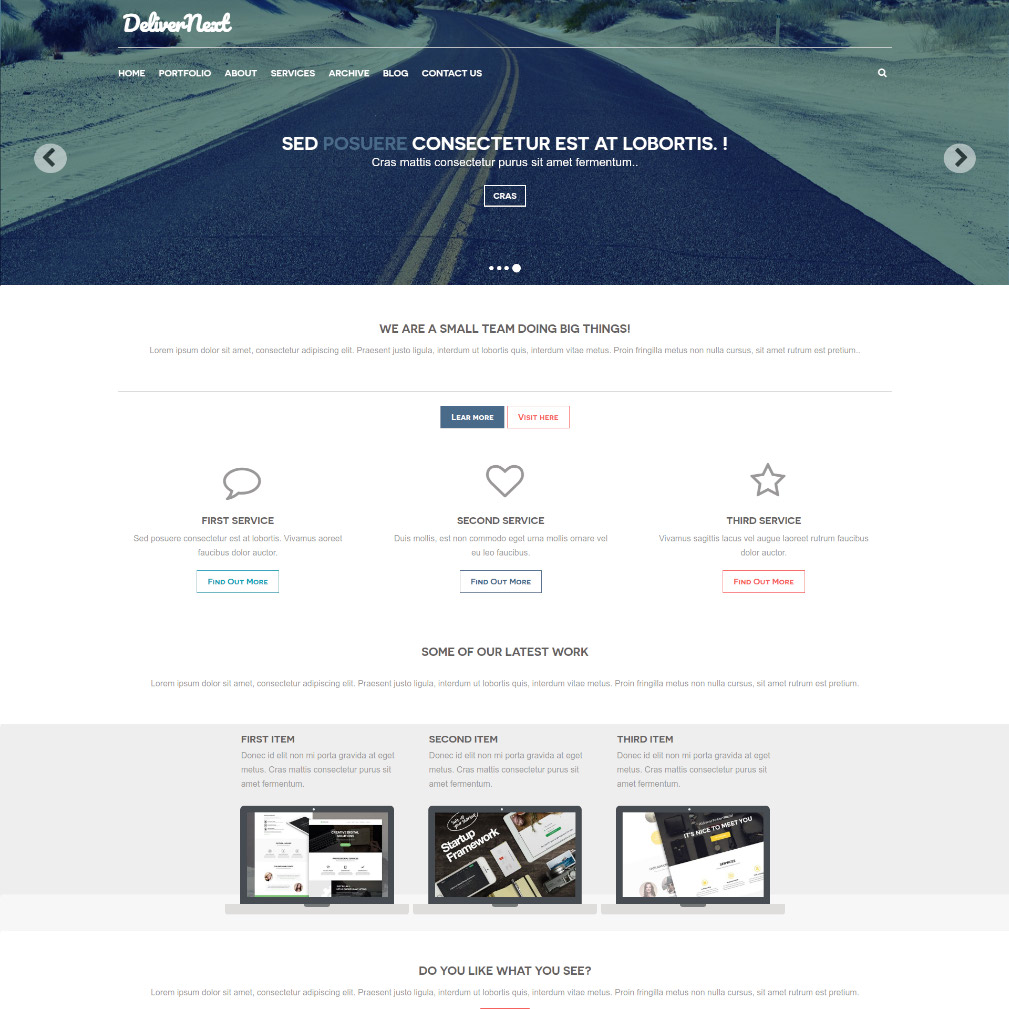 DeliverNext
HOME PORTFOLIO ABOUT SERVICES ARCHIVE BLOG CONTACT US
SED POSUERE CONSECTETUR EST AT LOBORTIS. !
Cras mattis consectetur purus sit amet fermentum..
CRAS
WE ARE A SMALL TEAM DOING BIG THINGS!
Lorem ipsum dolor sit amet, consectetur adipiscing elit. Praesent justo ligula, interdum ut lobortis quis, interdum vitae metus. Proin fringilla metus non nulla cursus, sit amet rutrum est pretium..
LEAR MORE VISIT HERE
FIRST SERVICE
Sed posuere consectetur est at lobortis. Vivamus aoreet
faucibus dolor auctor.
FIND OUT MORE
SECOND SERVICE
Duis mollis, est non commodo eget urna mollis ornare vel
eu leo faucibus.
FIND OUT MORE
THIRD SERVICE
Vivamus sagittis lacus vel augue laoreet rutrum faucibus
dolor auctor.
FIND OUT MORE
SOME OF OUR LATEST WORK
Lorem ipsum dolor sit amet, consectetur adipiscing elit. Praesent justo ligula, interdum ut lobortis quis, interdum vitae metus. Proin fringilla metus non nulla cursus, sit amet rutrum est pretium.
FIRST ITEM
Donec id elit non mi porta gravida at eget
metus. Cras mattis consectetur purus sit
amet fermentum.
CREATIVE DIGITAL
SECOND ITEM
Donec id elit non mi porta gravida at eget
metus. Cras mattis consectetur purus sit
amet fermentum.
Startup
Framework
THIRD ITEM
Donec id elit non mi porta gravida at eget
metus. Cras mattis consectetur purus sit
amet fermentum.
IT'S NICE TO MEET YOU
SERVICES
DO YOU LIKE WHAT YOU SEE?
Lorem ipsum dolor sit amet, consectetur adipiscing elit. Praesent justo ligula, interdum ut lobortis quis, interdum vitae metus. Proin fringilla metus non nulla cursus, sit amet rutrum est pretium.